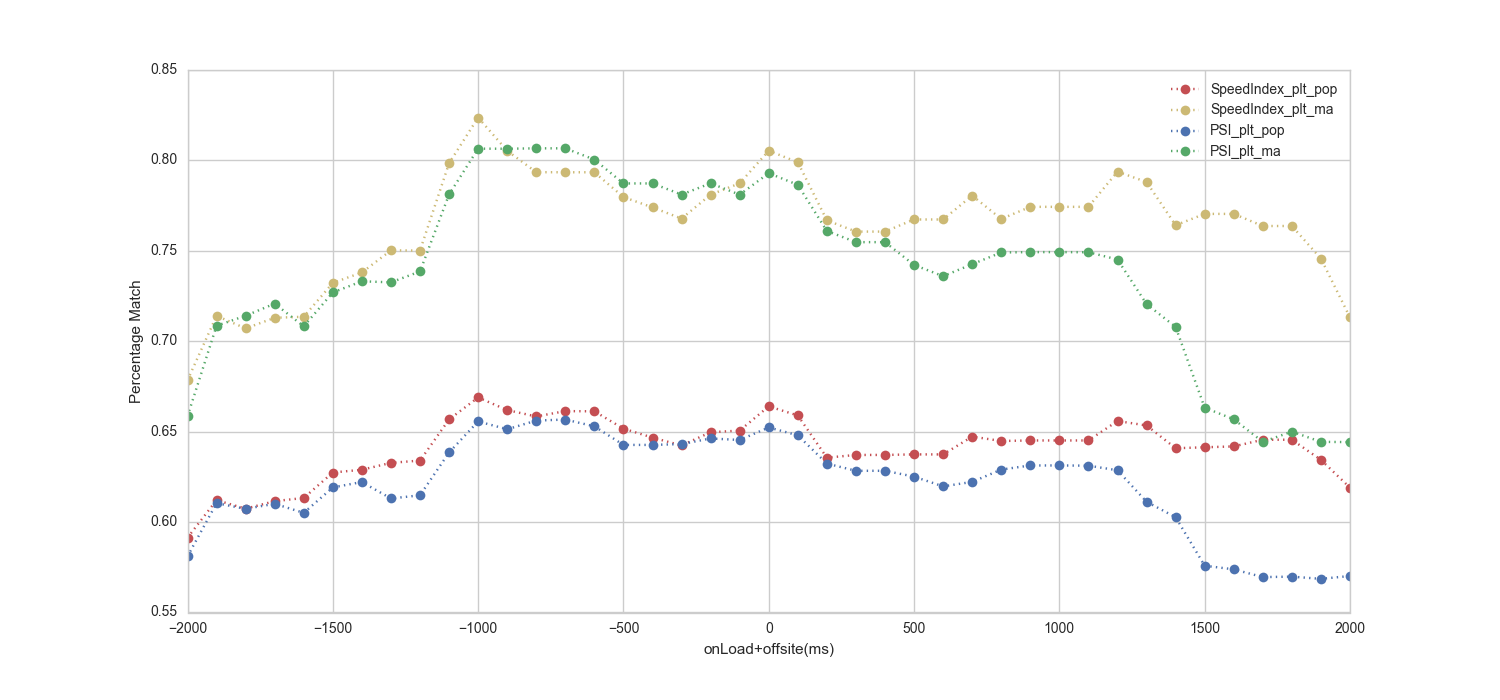 0.85
0.80
0.75
0.70
0.65
0.60
0.55
Percentage Match
SpeedIndex_plt_pop
SpeedIndex_plt_ma
PSI_plt_pop
PSI_plt_ma
−2000 −1500 −1000 −500 0 500 1000 1500 2000
onLoad+offsite(ms)